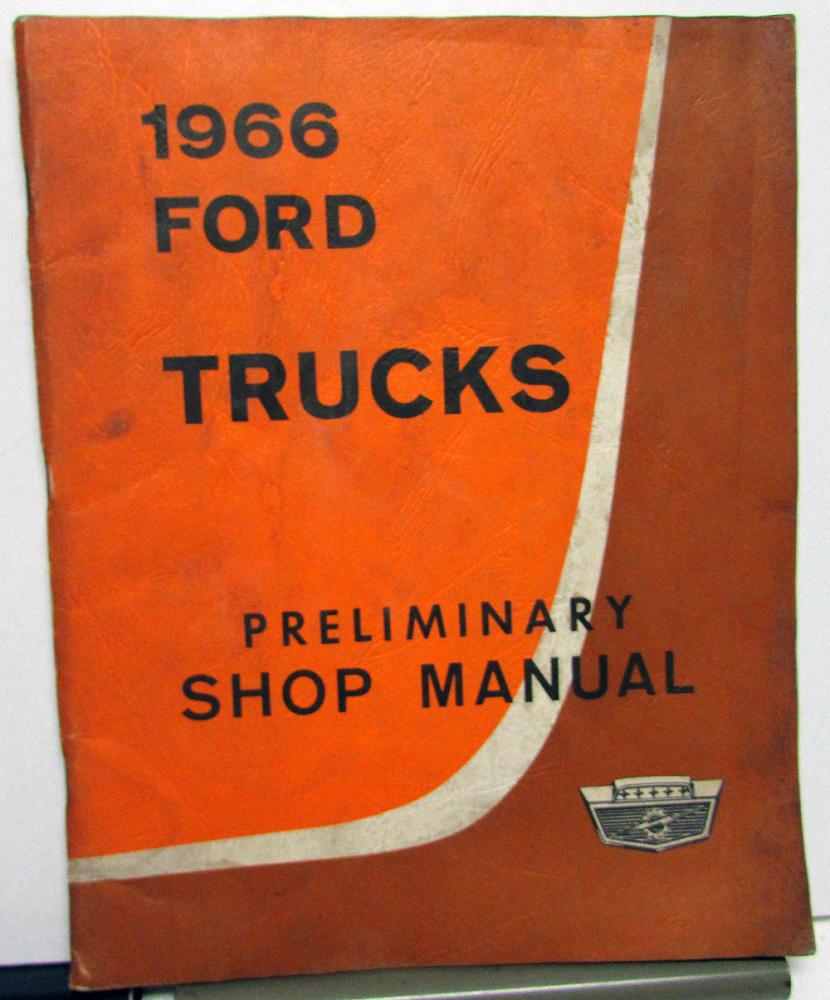 1966
FORD
TRUCKS
PRELIMINARY
SHOP MANUAL